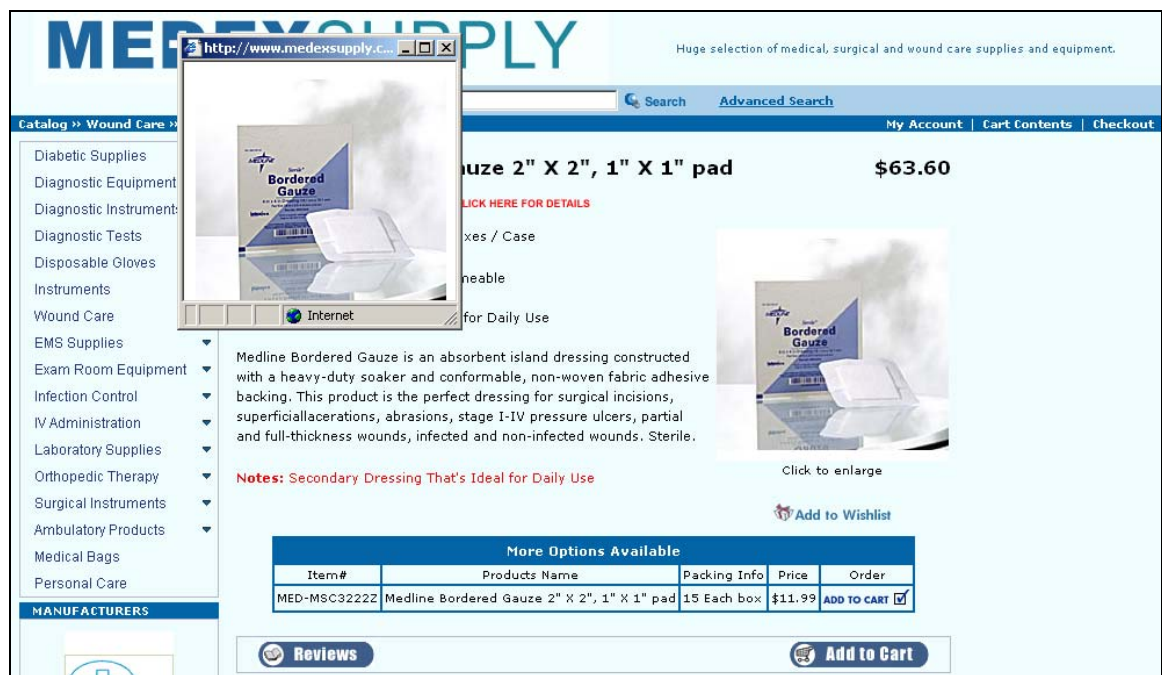 MEDEXSUPPLY
Huge selection of medical, surgical and wound care supplies and equipment.
http://www.medexsupply.c...
Search
Advanced Search
Catalog » Wound Care »
My Account | Cart Contents | Checkout
MEDLINE
Bordered
Gauze
Internet
uze 2" X 2", 1" X 1" pad
$63.60
LICK HERE FOR DETAILS
xes / Case
neable
for Daily Use
Diabetic Supplies
Diagnostic Equipment
Diagnostic Instruments
Diagnostic Tests
Disposable Gloves
Instruments
Wound Care
EMS Supplies
Exam Room Equipment
Infection Control
IV Administration
Laboratory Supplies
Orthopedic Therapy
Surgical Instruments
Ambulatory Products
Medical Bags
Personal Care
MANUFACTURERS
Medline Bordered Gauze is an absorbent island dressing constructed
with a heavy-duty soaker and conformable, non-woven fabric adhesive
backing. This product is the perfect dressing for surgical incisions,
superficiallacerations, abrasions, stage I-IV pressure ulcers, partial
and full-thickness wounds, infected and non-infected wounds. Sterile.
Notes: Secondary Dressing That's Ideal for Daily Use
MEDLINE
Bordered
Gauze
Click to enlarge
Add to Wishlist
More Options Available
Item# Products Name Packing Info Price Order
MED-MSC3222Z Medline Bordered Gauze 2" X 2", 1" X 1" pad 15 Each box $11.99 ADD TO CART
Reviews
Add to Cart